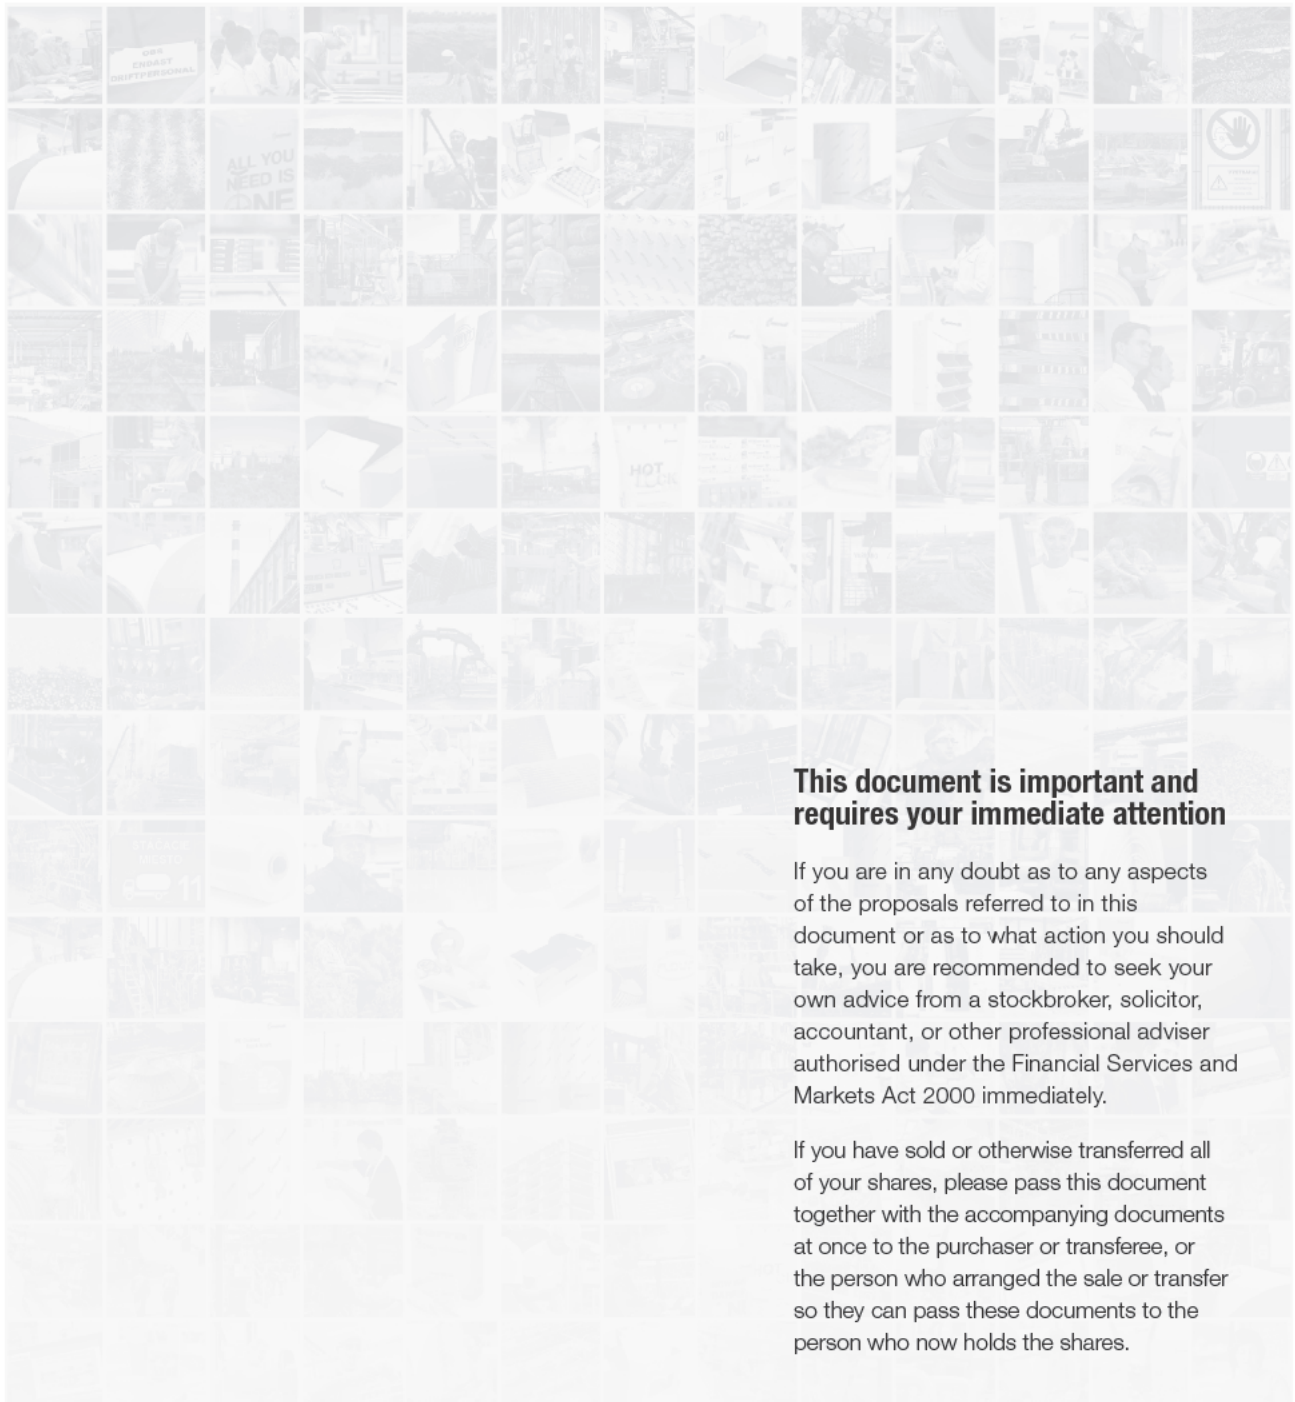 OBS
ENDAST
DRIFTPERSONAL
ALL YOU
NEED IS
ONE
HOT
This document is important and
requires your immediate attention
If you are in any doubt as to any aspects
of the proposals referred to in this
document or as to what action you should
take, you are recommended to seek your
own advice from a stockbroker, solicitor,
accountant, or other professional adviser
authorised under the Financial Services and
Markets Act 2000 immediately.
11
If you have sold or otherwise transferred all
of your shares, please pass this document
together with the accompanying documents
at once to the purchaser or transferee, or
the person who arranged the sale or transfer
so they can pass these documents to the
person who now holds the shares.